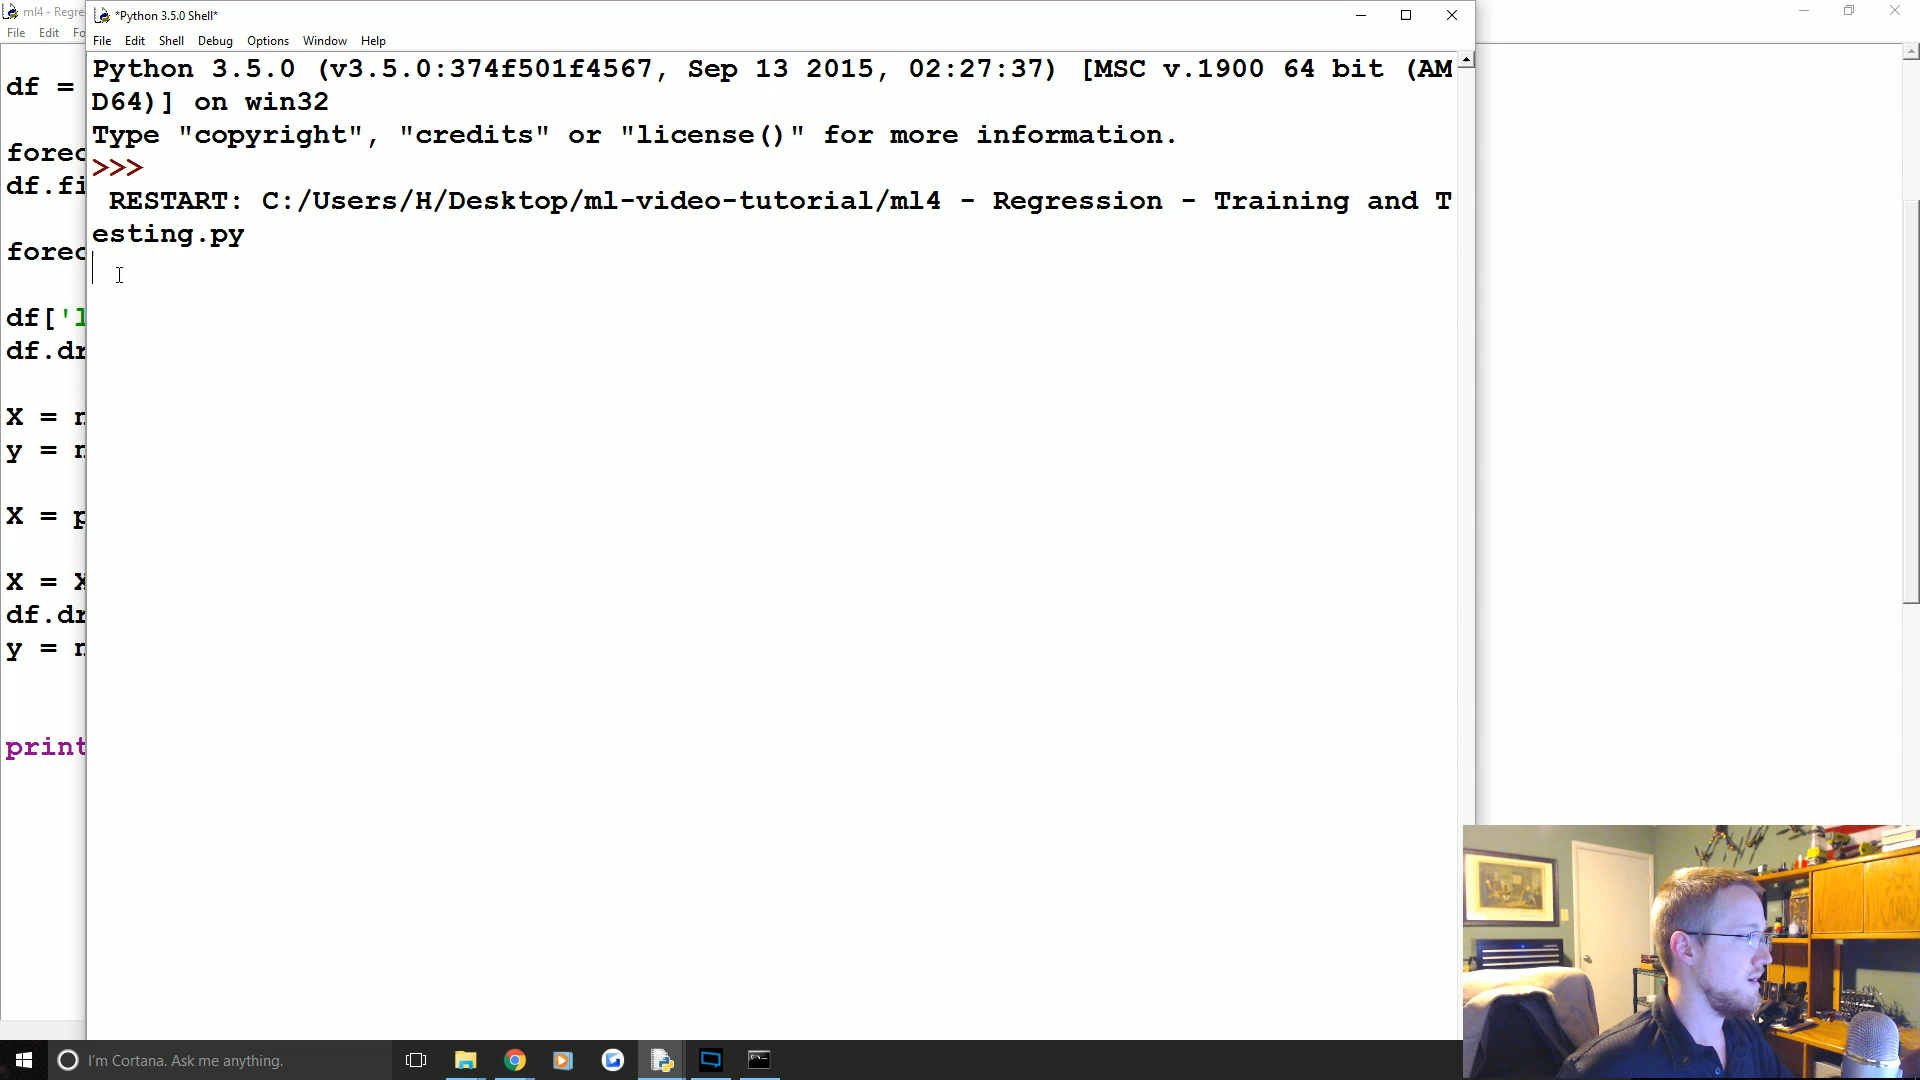 ml4 - Regre
*Python 3.5.0 Shell*
File Edit Fo
File Edit Shell Debug Options Window Help
Python 3.5.0 (v3.5.0:374f501f4567, Sep 13 2015, 02:27:37) [MSC v.1900 64 bit (AM
D64)] on win32
Type "copyright", "credits" or "license()" for more information.
>>>
RESTART: C:/Users/H/Desktop/ml-video-tutorial/ml4 - Regression - Training and T
esting.py
df =
forec
df.fi
forec
df['l
df.dr
X = n
y = n
X = p
X = X
df.dr
y = n
print
I'm Cortana. Ask me anything.